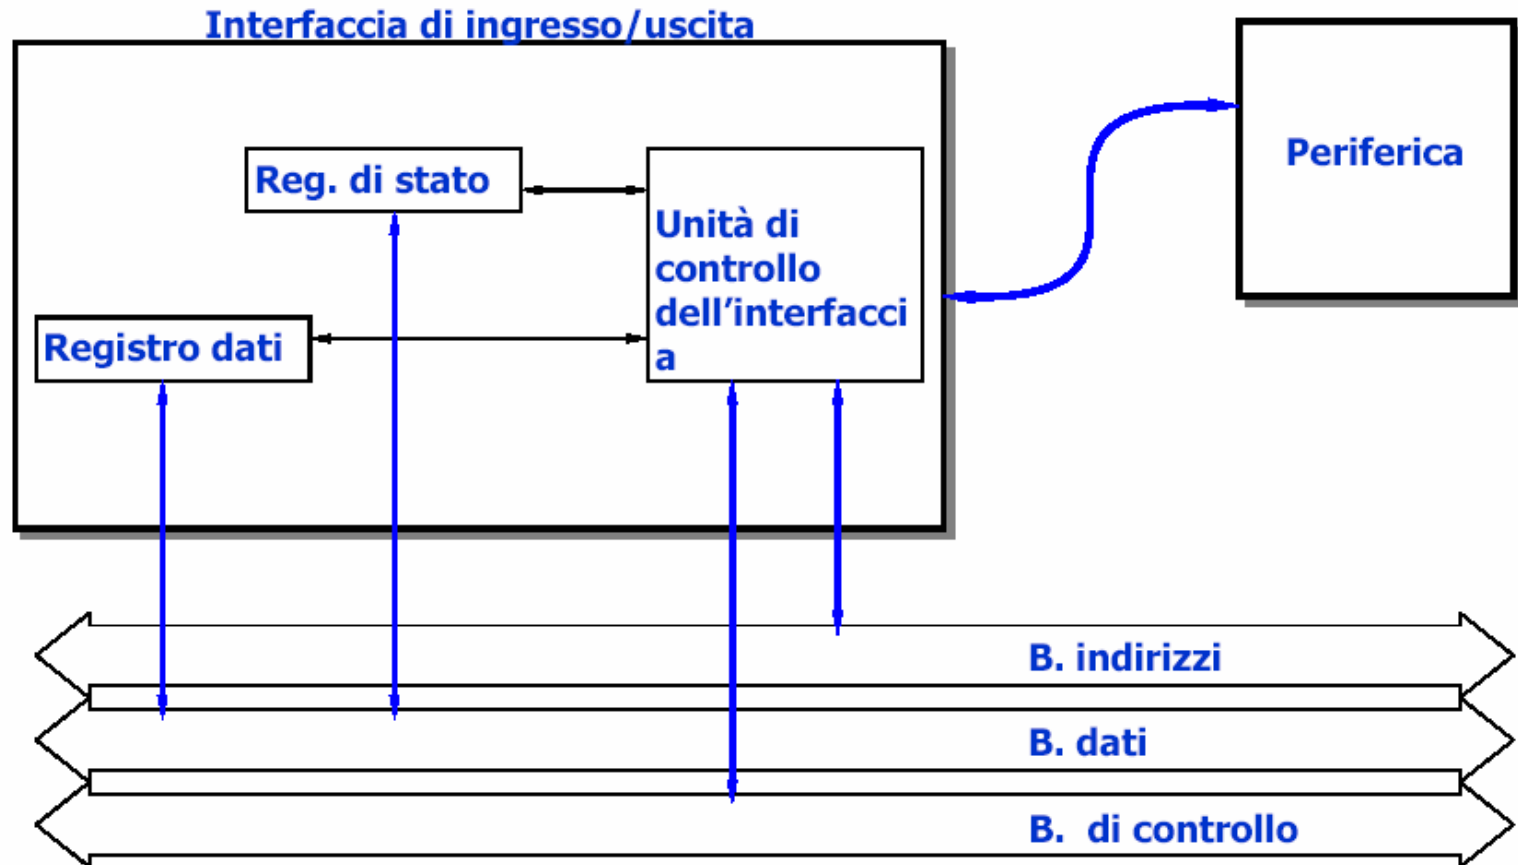 Interfaccia di ingresso/uscita
Periferica
Reg. di stato
Unità di
controllo
dell’interfacci
a
Registro dati
B. indirizzi
B. dati
B.  di controllo